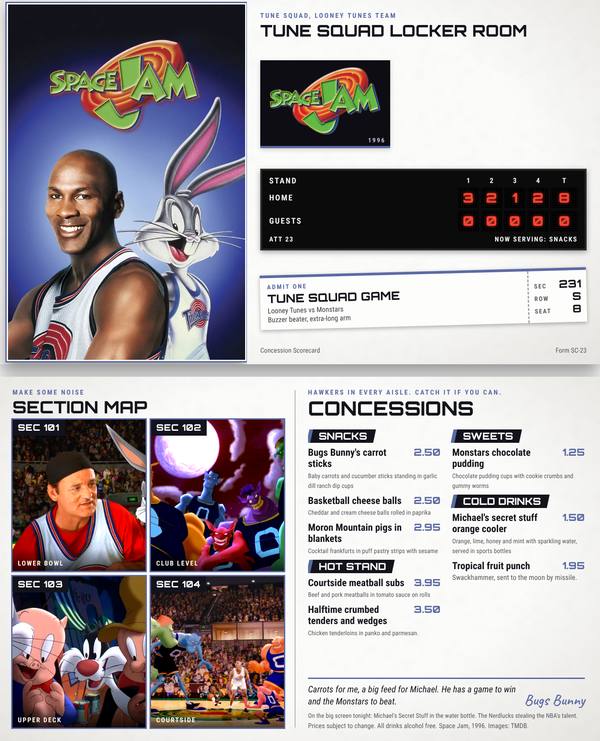 SPACE JAM
TUNE SQUAD, LOONEY TUNES TEAM
TUNE SQUAD LOCKER ROOM
SPACE JAM
1996
STAND 1 2 3 4 T
HOME 3 2 1 2 8
GUESTS 0 0 0 0 0
ATT 23 NOW SERVING: SNACKS
ADMIT ONE
TUNE SQUAD GAME
Looney Tunes vs Monstars
Buzzer beater, extra-long arm
SEC 231
ROW 5
SEAT 8
Concession Scorecard Form SC-23
MAKE SOME NOISE
SECTION MAP
SEC 101
LOWER BOWL
SEC 102
CLUB LEVEL
SEC 103
UPPER DECK
SEC 104
COURTSIDE
HAWKERS IN EVERY AISLE. CATCH IT IF YOU CAN.
CONCESSIONS
SNACKS
Bugs Bunny's carrot 2.50
sticks
Baby carrots and cucumber sticks standing in garlic
dill ranch dip cups
Basketball cheese balls 2.50
Cheddar and cream cheese balls rolled in paprika
Moron Mountain pigs in 2.95
blankets
Cocktail frankfurts in puff pastry strips with sesame
HOT STAND
Courtside meatball subs 3.95
Beef and pork meatballs in tomato sauce on rolls
Halftime crumbed 3.50
tenders and wedges
Chicken tenderloins in panko and parmesan
SWEETS
Monstars chocolate 1.25
pudding
Chocolate pudding cups with cookie crumbs and
gummy worms
COLD DRINKS
Michael's secret stuff 1.50
orange cooler
Orange, lime, honey and mint with sparkling water,
served in sports bottles
Tropical fruit punch 1.95
Swackhammer, sent to the moon by missile.
Carrots for me, a big feed for Michael. He has a game to win
and the Monstars to beat.
Bugs Bunny
On the big screen tonight: Michael's Secret Stuff in the water bottle. The Nerdlucks stealing the NBA's talent.
Prices subject to change. All drinks alcohol free. Space Jam, 1996. Images: TMDB.